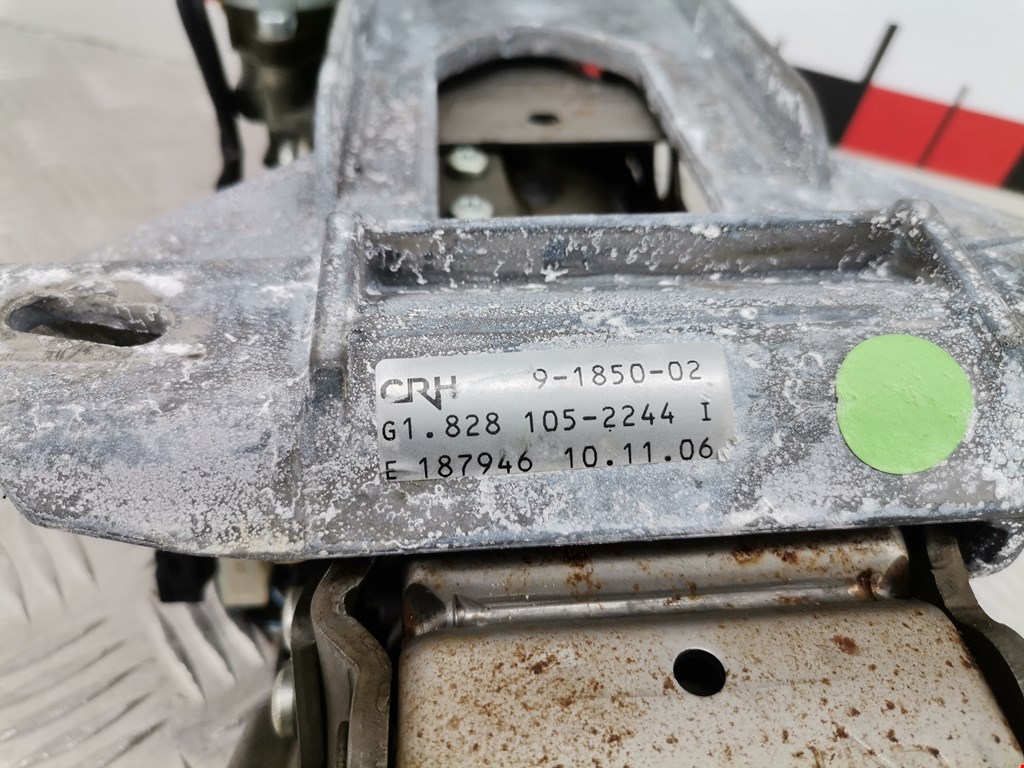 CRH 9-1850-02
G1.828 105-2244 I
E 187946 10.11.06